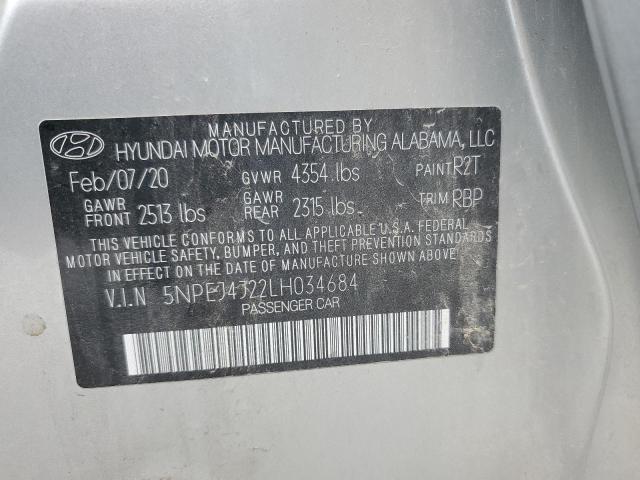 MANUFACTURED BY
HYUNDAI MOTOR MANUFACTURING ALABAMA, LLC
Feb/07/20 GVWR 4354 lbs PAINT R2T
GAWR FRONT 2513 lbs GAWR REAR 2315 lbs TRIM RBP
THIS VEHICLE CONFORMS TO ALL APPLICABLE U.S.A. FEDERAL
MOTOR VEHICLE SAFETY, BUMPER, AND THEFT PREVENTION STANDARDS
IN EFFECT ON THE DATE OF MANUFACTURE SHOWN ABOVE.
V.I.N 5NPEJ4J22LH034684
PASSENGER CAR